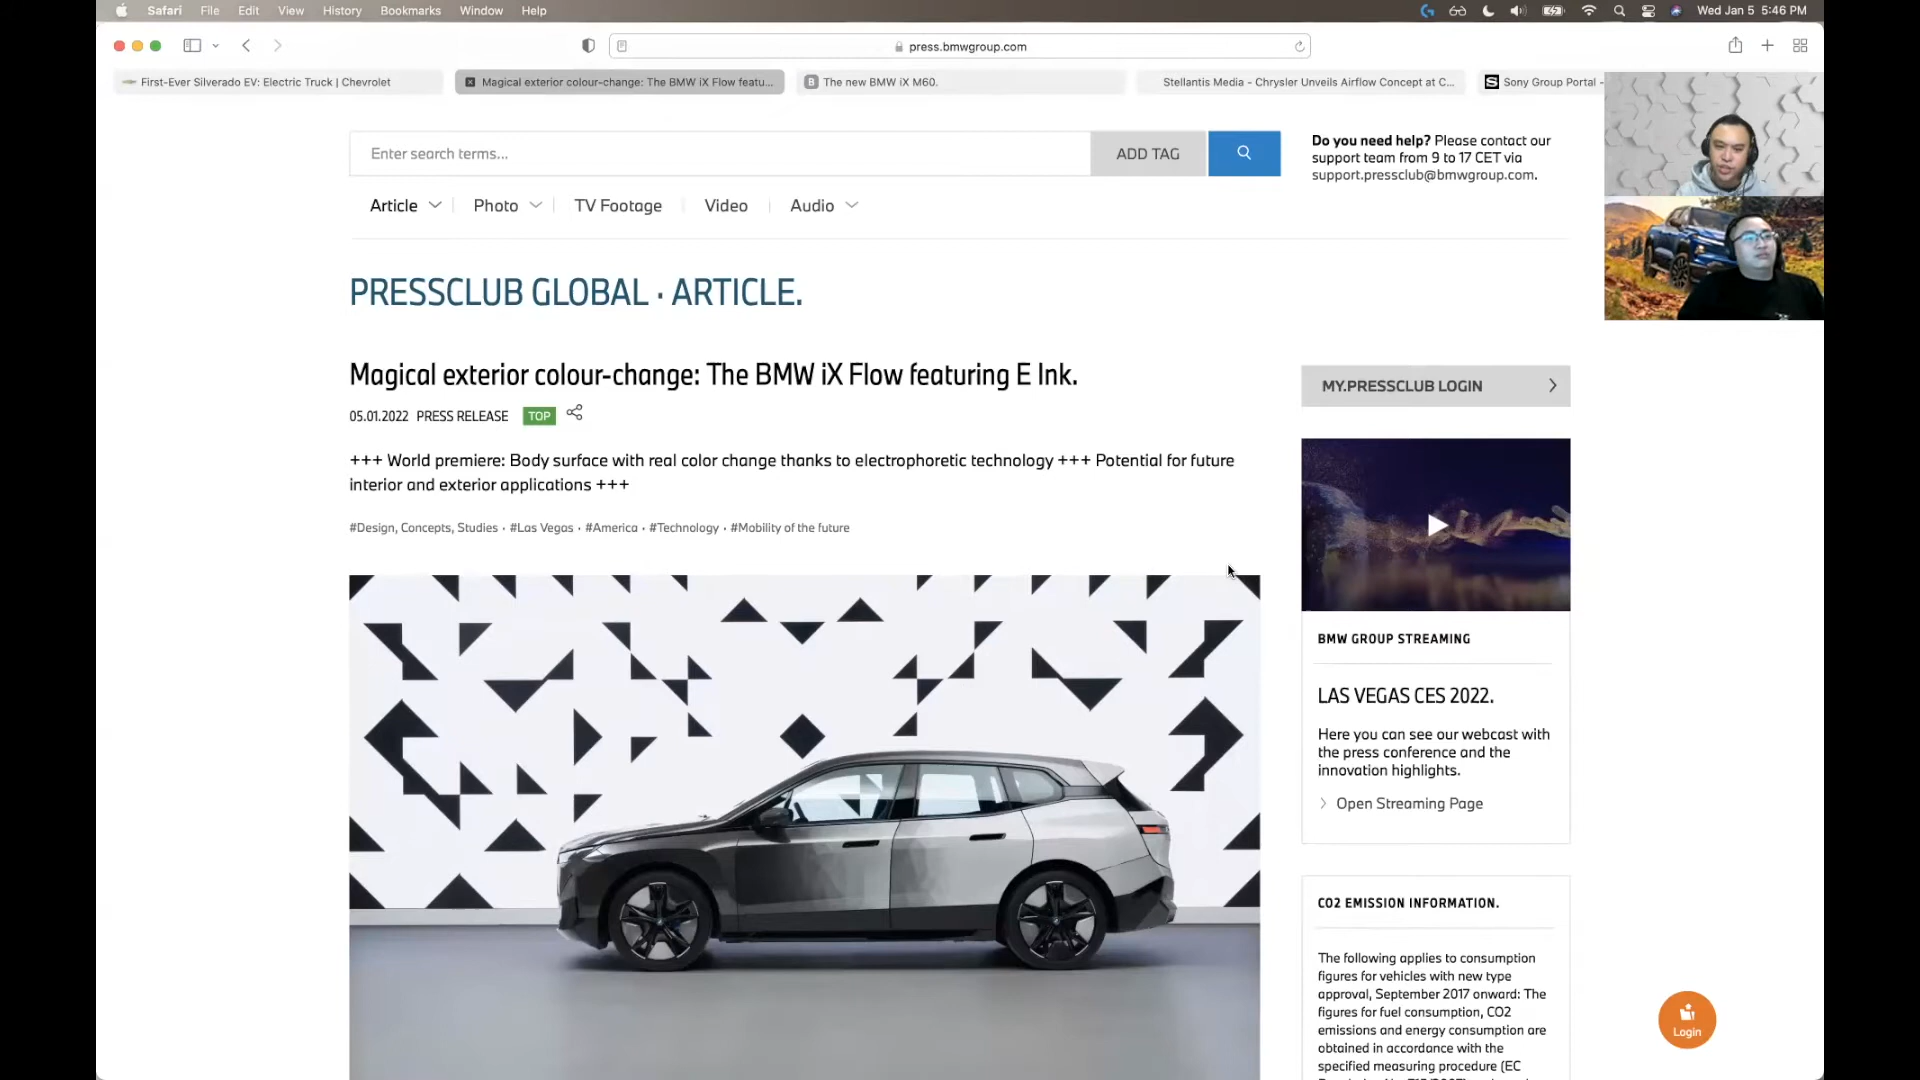 Safari File Edit View History Bookmarks Window Help
Wed Jan 5 5:46 PM
press.bmwgroup.com
First-Ever Silverado EV: Electric Truck | Chevrolet
Magical exterior colour-change: The BMW iX Flow featu...
The new BMW iX M60.
Stellantis Media - Chrysler Unveils Airflow Concept at C...
Sony Group Portal -
Enter search terms...
ADD TAG
Do you need help? Please contact our
support team from 9 to 17 CET via
support.pressclub@bmwgroup.com.
Article
Photo
TV Footage
Video
Audio
PRESSCLUB GLOBAL · ARTICLE.
Magical exterior colour-change: The BMW iX Flow featuring E Ink.
05.01.2022 PRESS RELEASE TOP
+++ World premiere: Body surface with real color change thanks to electrophoretic technology +++ Potential for future
interior and exterior applications +++
#Design, Concepts, Studies · #Las Vegas · #America · #Technology · #Mobility of the future
MY.PRESSCLUB LOGIN
BMW GROUP STREAMING
LAS VEGAS CES 2022.
Here you can see our webcast with
the press conference and the
innovation highlights.
Open Streaming Page
CO2 EMISSION INFORMATION.
The following applies to consumption
figures for vehicles with new type
approval, September 2017 onward: The
figures for fuel consumption, CO2
emissions and energy consumption are
obtained in accordance with the
specified measuring procedure (EC
Login